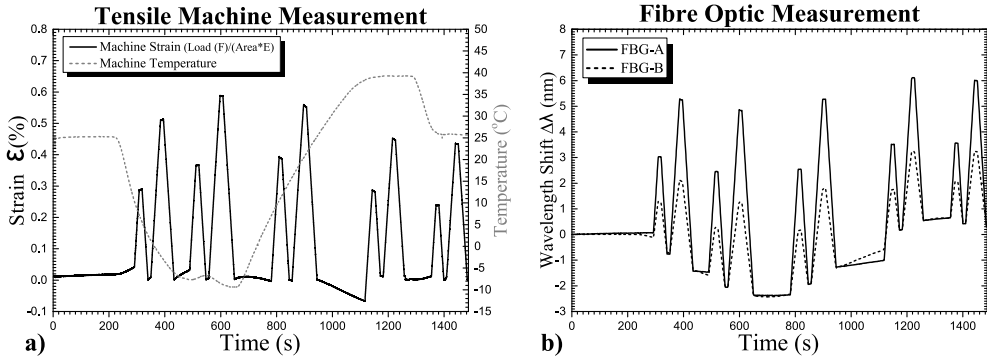 Tensile Machine Measurement
0.8
0.7
0.6
0.5
0.4
0.3
0.2
0.1
0.0
-0.1
Strain ε(%)
Machine Strain (Load (F)/(Area*E)
Machine Temperature
50
45
40
35
30
25
20
15
10
5
0
-5
-10
-15
Temperature (°C)
0 200 400 600 800 1000 1200 1400
Time (s)
a)
Fibre Optic Measurement
8
7
6
5
4
3
2
1
0
-1
-2
-3
Wavelength Shift Δλ (nm)
FBG-A
FBG-B
0 200 400 600 800 1000 1200 1400
Time (s)
b)